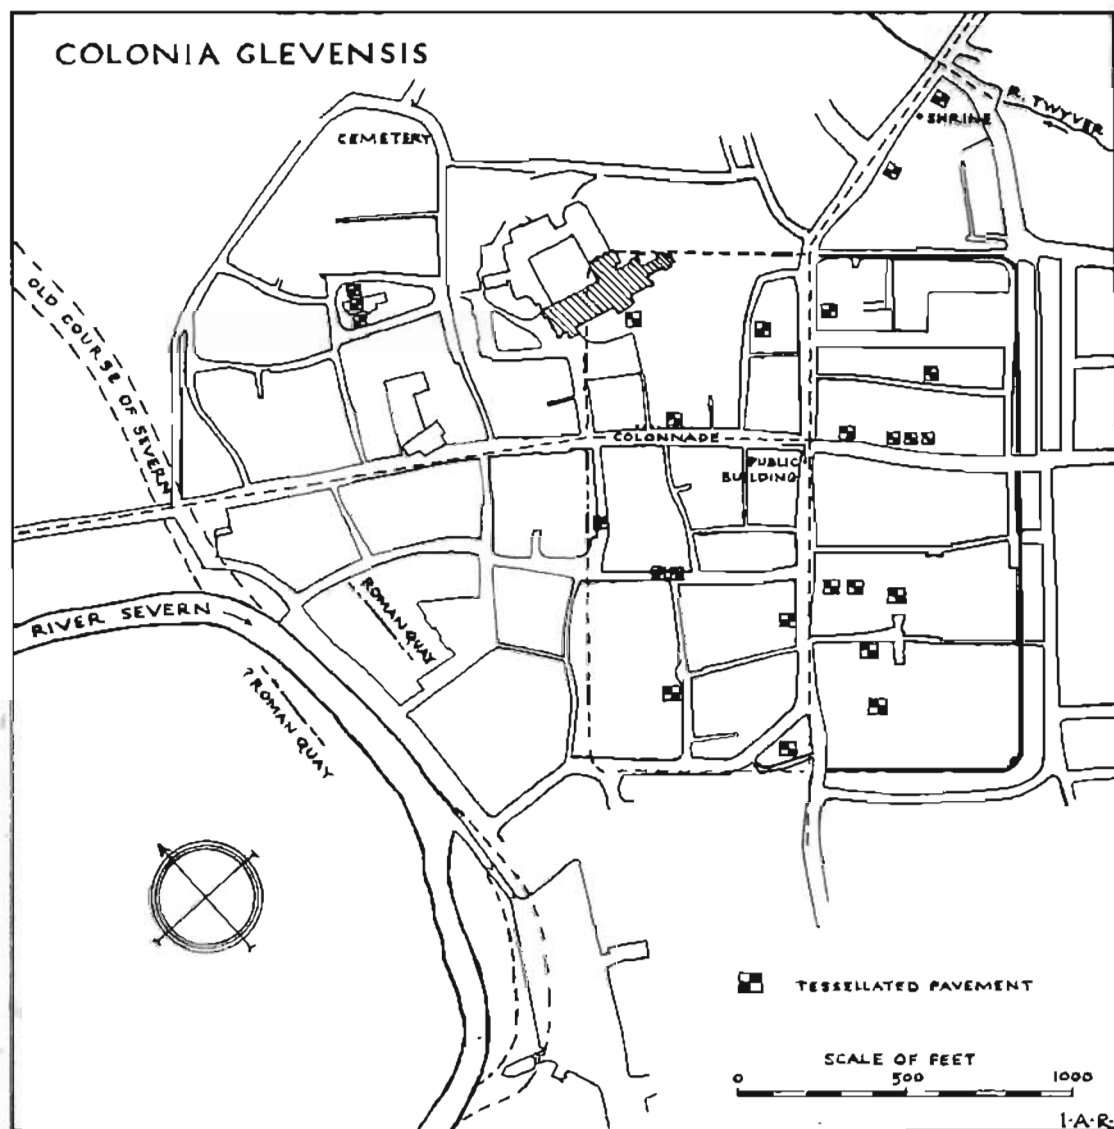 COLONIA GLEVENSIS
CEMETERY
R. TWYVER
SHRINE
OLD COURSE OF SEVERN
COLONNADE
PUBLIC
BUILDING
ROMAN QUAY
RIVER SEVERN
? ROMAN QUAY
TESSELLATED PAVEMENT
SCALE OF FEET
0 500 1000
I·A·R·